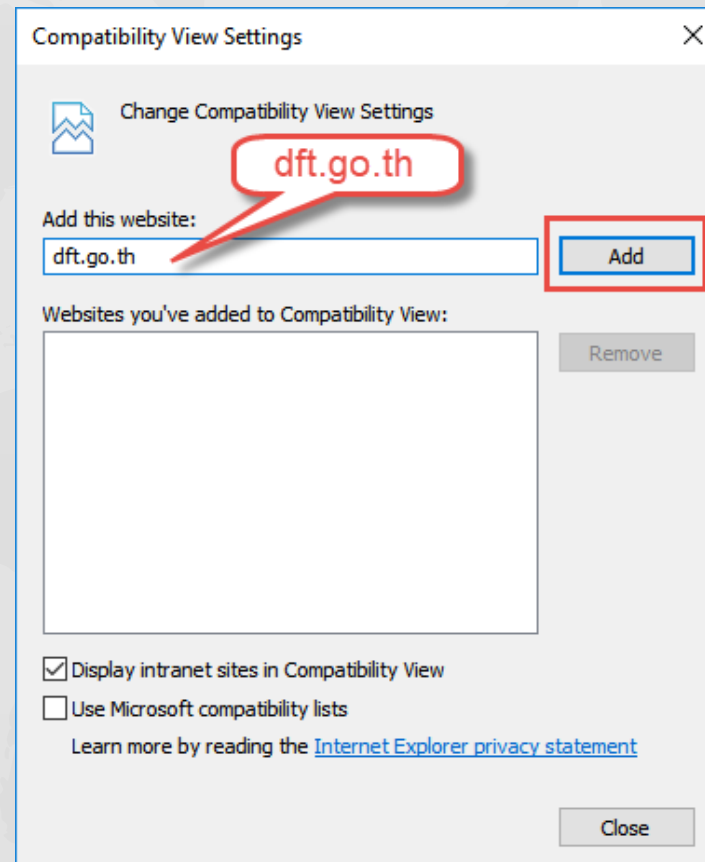 Compatibility View Settings
Change Compatibility View Settings
dft.go.th
Add this website:
dft.go.th
Add
Websites you've added to Compatibility View:
Remove
Display intranet sites in Compatibility View
Use Microsoft compatibility lists
Learn more by reading the Internet Explorer privacy statement
Close